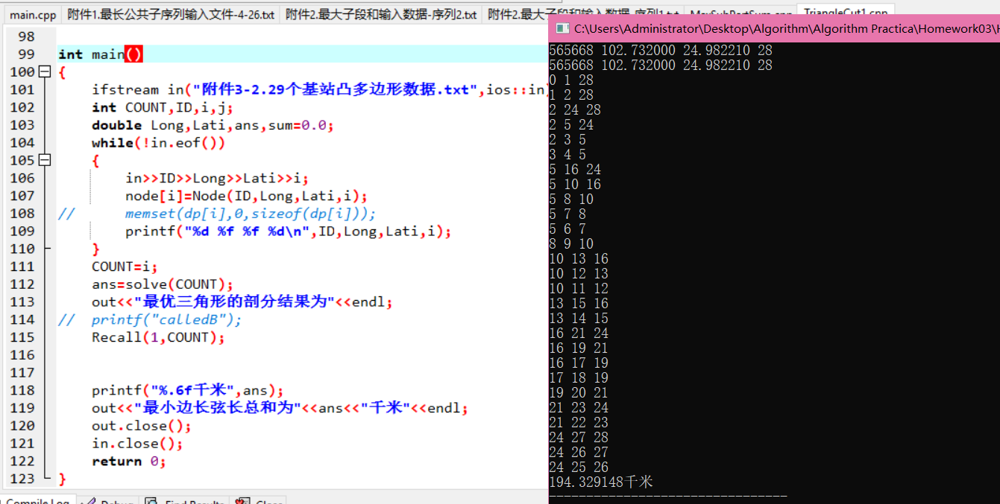 main.cpp 附件1.最长公共子序列输入文件-4-26.txt 附件2.最大子段和输入数据-序列2.txt 附件2.最大子段和输入数据-序列1.txt MaxSubPartSum.cpp TriangleCut1.cpp
98
99 int main()
100 {
101 ifstream in("附件3-2.29个基站凸多边形数据.txt",ios::in)
102 int COUNT,ID,i,j;
103 double Long,Lati,ans,sum=0.0;
104 while(!in.eof())
105 {
106 in>>ID>>Long>>Lati>>i;
107 node[i]=Node(ID,Long,Lati,i);
108 // memset(dp[i],0,sizeof(dp[i]));
109 printf("%d %f %f %d\n",ID,Long,Lati,i);
110 }
111 COUNT=i;
112 ans=solve(COUNT);
113 out<<"最优三角形的剖分结果为"<<endl;
114 // printf("calledB");
115 Recall(1,COUNT);
116
117
118 printf("%.6f千米",ans);
119 out<<"最小边长弦长总和为"<<ans<<"千米"<<endl;
120 out.close();
121 in.close();
122 return 0;
123 }
Compile Log Debug Find Results Close
C:\Users\Administrator\Desktop\Algorithm\Algorithm Practica\Homework03\
565668 102.732000 24.982210 28
565668 102.732000 24.982210 28
0 1 28
1 2 28
2 24 28
2 5 24
2 3 5
3 4 5
5 16 24
5 10 16
5 8 10
5 7 8
5 6 7
8 9 10
10 13 16
10 12 13
10 11 12
13 15 16
13 14 15
16 21 24
16 19 21
16 17 19
17 18 19
19 20 21
21 23 24
21 22 23
24 27 28
24 26 27
24 25 26
194.329148千米
--------------------------------